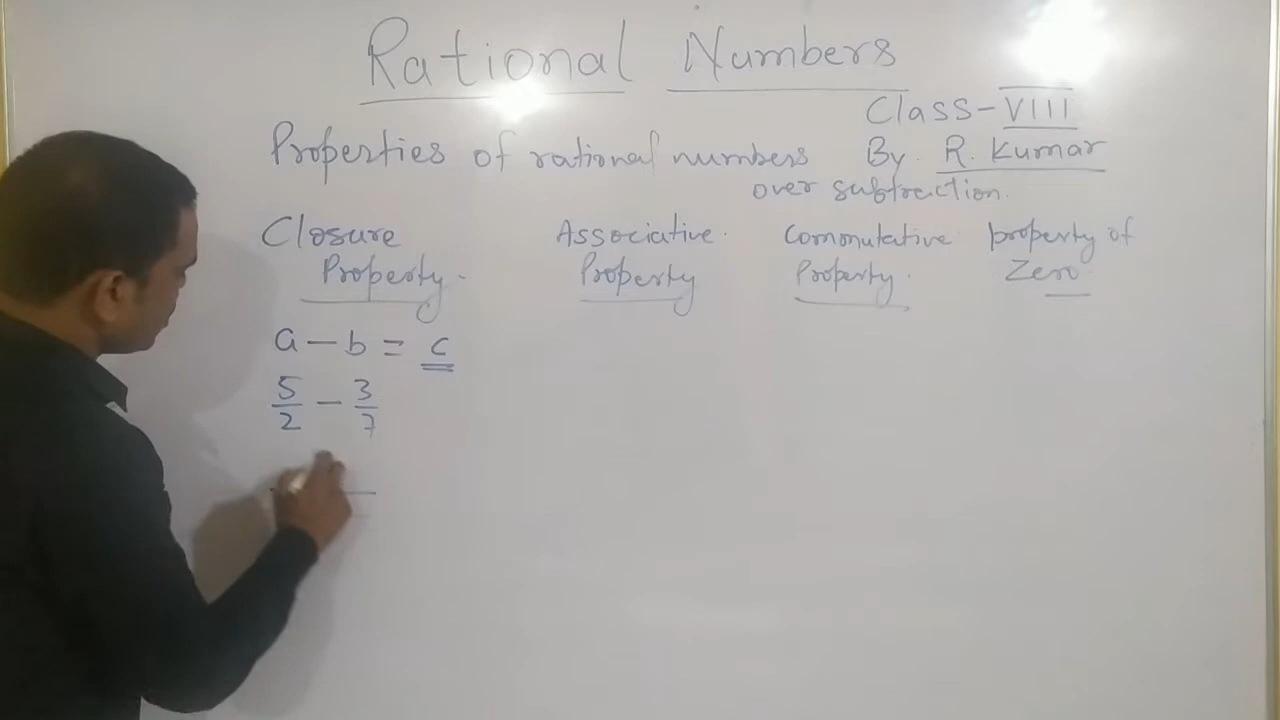 Rational Numbers
Class-VIII
Properties of rational numbers By. R. Kumar
over subtraction.
Closure Property.
Associative. Property
Commutative Property.
property of Zero
a - b = c
5/2 - 3/7